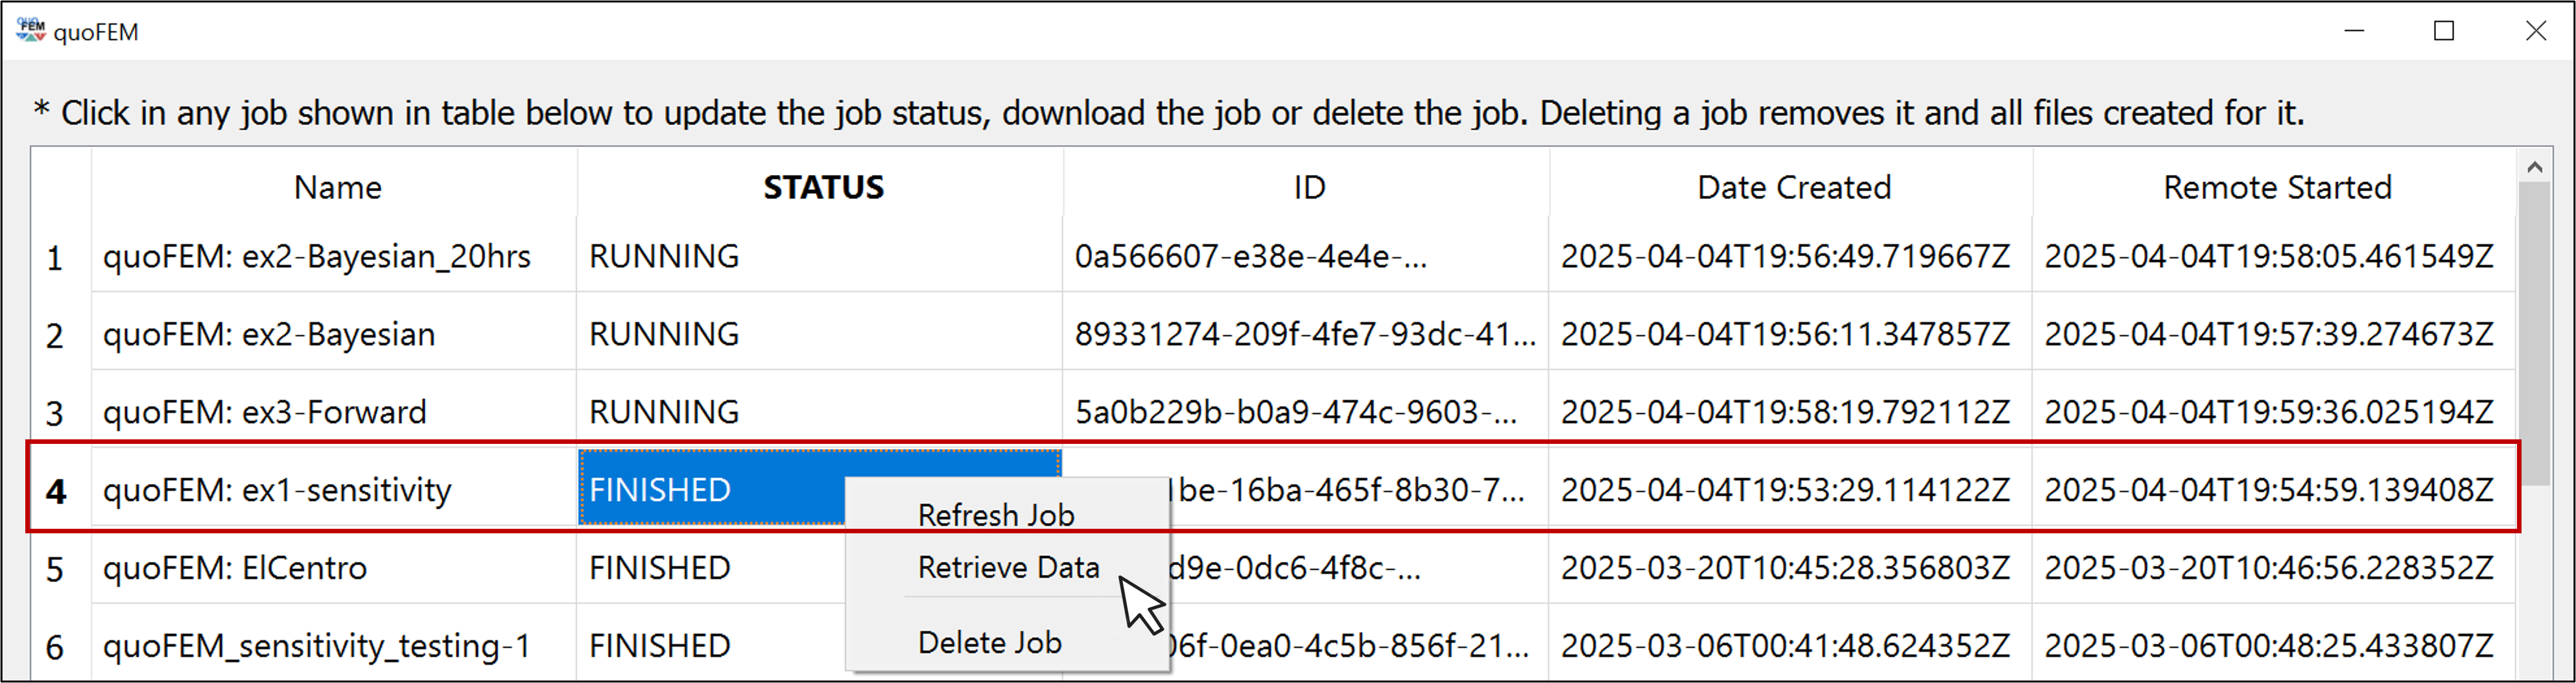 FEM quoFEM
* Click in any job shown in table below to update the job status, download the job or delete the job. Deleting a job removes it and all files created for it.
Name STATUS ID Date Created Remote Started
1 quoFEM: ex2-Bayesian_20hrs RUNNING 0a566607-e38e-4e4e-... 2025-04-04T19:56:49.719667Z 2025-04-04T19:58:05.461549Z
2 quoFEM: ex2-Bayesian RUNNING 89331274-209f-4fe7-93dc-41... 2025-04-04T19:56:11.347857Z 2025-04-04T19:57:39.274673Z
3 quoFEM: ex3-Forward RUNNING 5a0b229b-b0a9-474c-9603-... 2025-04-04T19:58:19.792112Z 2025-04-04T19:59:36.025194Z
4 quoFEM: ex1-sensitivity FINISHED 1be-16ba-465f-8b30-7... 2025-04-04T19:53:29.114122Z 2025-04-04T19:54:59.139408Z
Refresh Job
5 quoFEM: ElCentro FINISHED Retrieve Data d9e-0dc6-4f8c-... 2025-03-20T10:45:28.356803Z 2025-03-20T10:46:56.228352Z
6 quoFEM_sensitivity_testing-1 FINISHED Delete Job 06f-0ea0-4c5b-856f-21... 2025-03-06T00:41:48.624352Z 2025-03-06T00:48:25.433807Z